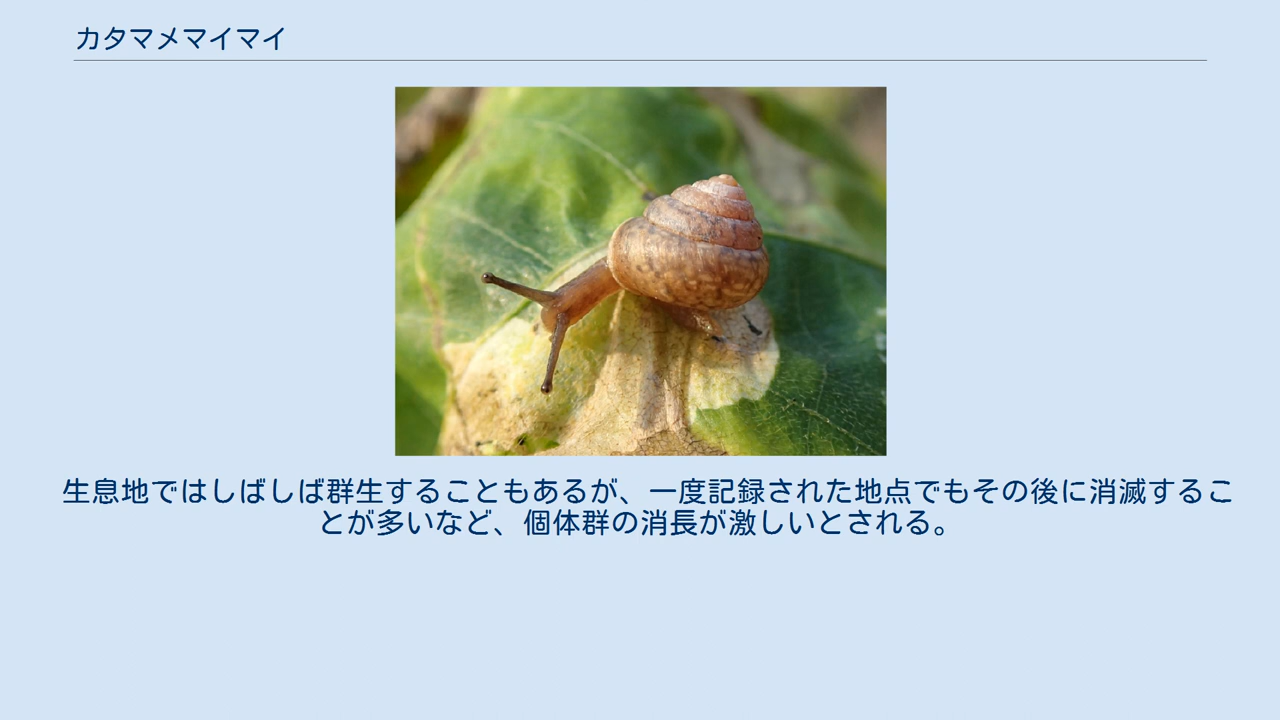 カタマメマイマイ
生息地ではしばしば群生することもあるが、一度記録された地点でもその後に消滅するこ
とが多いなど、個体群の消長が激しいとされる。